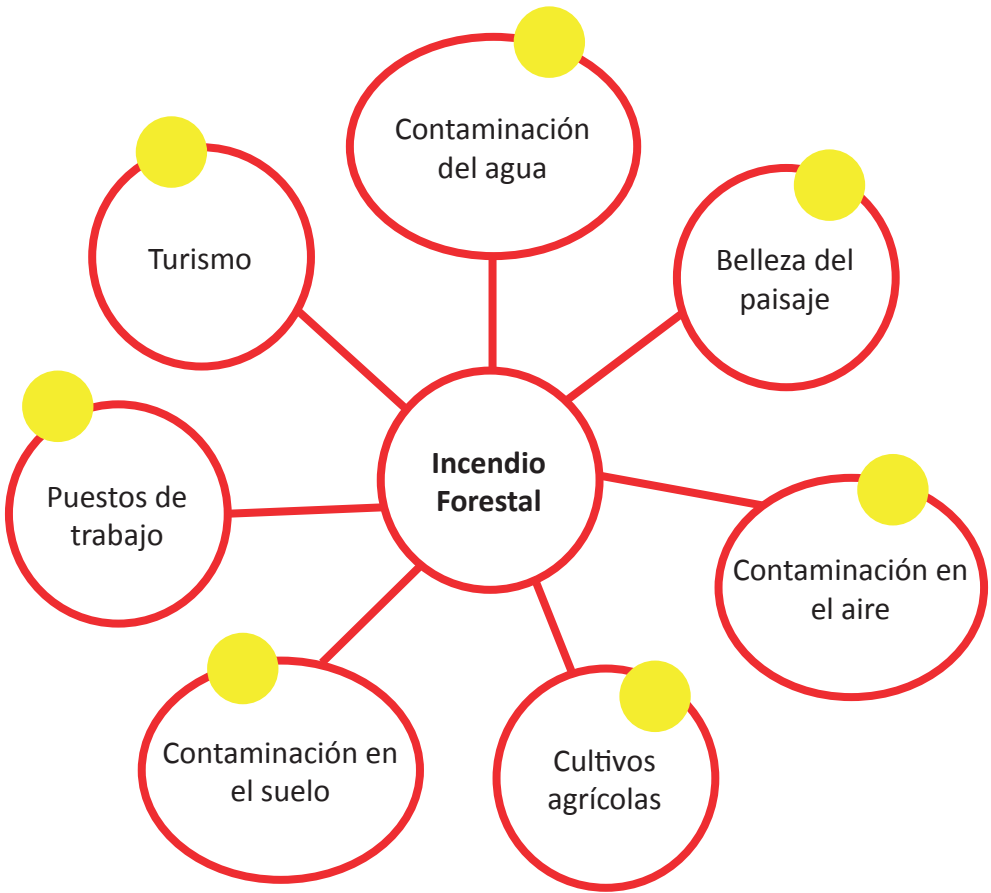 Contaminación
del agua
Turismo
Belleza del
paisaje
Incendio
Forestal
Puestos de
trabajo
Contaminación en
el aire
Contaminación en
el suelo
Cultivos
agrícolas